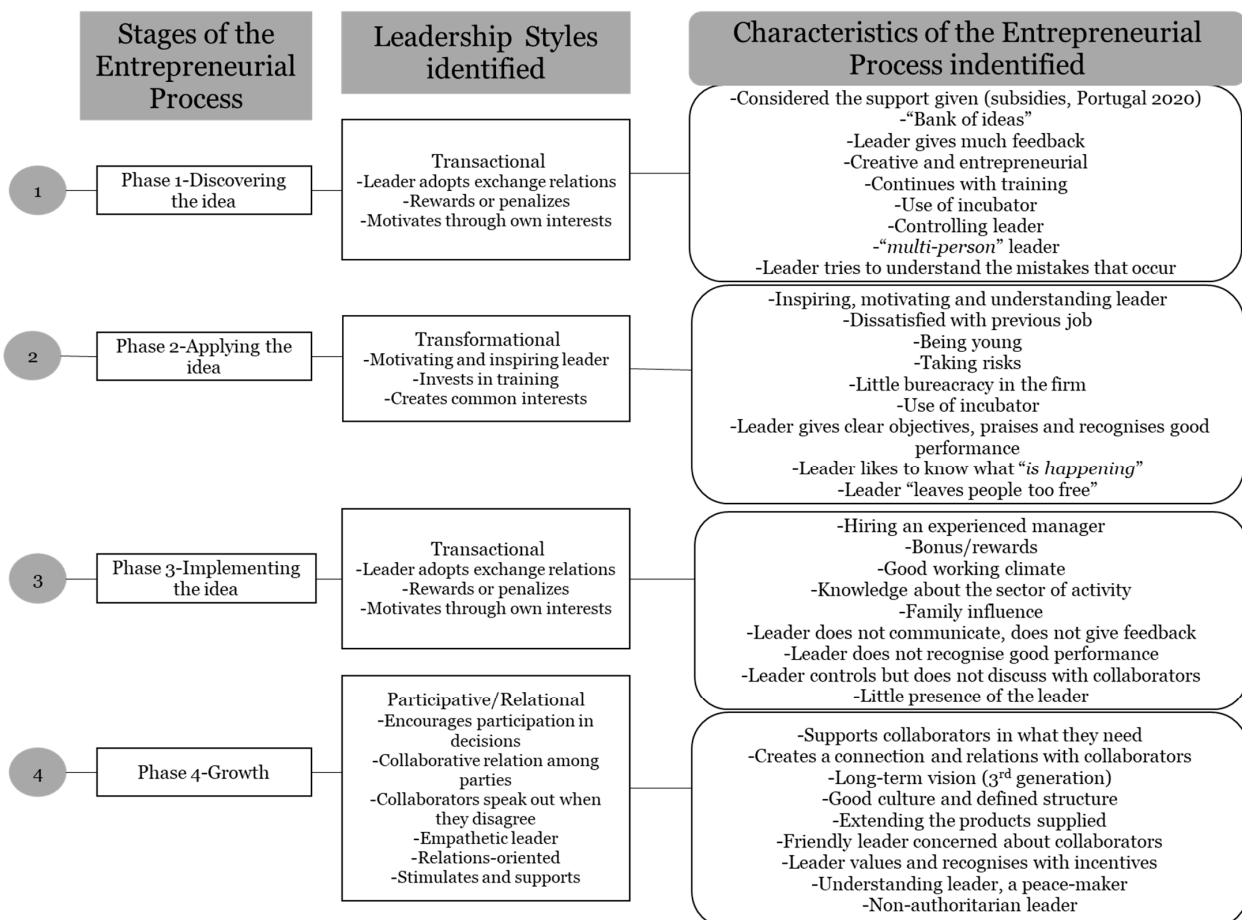 Stages of the
Entrepreneurial
Process
Leadership Styles
identified
Characteristics of the Entrepreneurial
Process indentified
1
Phase 1-Discovering
the idea
Transactional
-Leader adopts exchange relations
-Rewards or penalizes
-Motivates through own interests
-Considered the support given (subsidies, Portugal 2020)
-“Bank of ideas”
-Leader gives much feedback
-Creative and entrepreneurial
-Continues with training
-Use of incubator
-Controlling leader
-“multi-person” leader
-Leader tries to understand the mistakes that occur
2
Phase 2-Applying the
idea
Transformational
-Motivating and inspiring leader
-Invests in training
-Creates common interests
-Inspiring, motivating and understanding leader
-Dissatisfied with previous job
-Being young
-Taking risks
-Little bureacracy in the firm
-Use of incubator
-Leader gives clear objectives, praises and recognises good
performance
-Leader likes to know what “is happening”
-Leader “leaves people too free”
3
Phase 3-Implementing
the idea
Transactional
-Leader adopts exchange relations
-Rewards or penalizes
-Motivates through own interests
-Hiring an experienced manager
-Bonus/rewards
-Good working climate
-Knowledge about the sector of activity
-Family influence
-Leader does not communicate, does not give feedback
-Leader does not recognise good performance
-Leader controls but does not discuss with collaborators
-Little presence of the leader
4
Phase 4-Growth
Participative/Relational
-Encourages participation in
decisions
-Collaborative relation among
parties
-Collaborators speak out when
they disagree
-Empathetic leader
-Relations-oriented
-Stimulates and supports
-Supports collaborators in what they need
-Creates a connection and relations with collaborators
-Long-term vision (3rd generation)
-Good culture and defined structure
-Extending the products supplied
-Friendly leader concerned about collaborators
-Leader values and recognises with incentives
-Understanding leader, a peace-maker
-Non-authoritarian leader